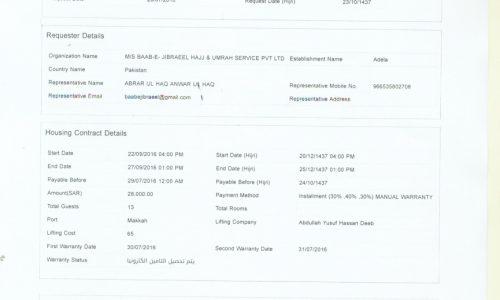 Request Date (Hijri) 23/10/1437
Requester Details
Organization Name M/S BAAB-E- JIBRAEEL HAJJ & UMRAH SERVICE PVT LTD Establishment Name Adela
Country Name Pakistan
Representative Name ABRAR UL HAQ ANWAR UL HAQ Representative Mobile No. 966535802708
Representative Email baabejibraeel@gmail.com Representative Address
Housing Contract Details
Start Date 22/09/2016 04:00 PM Start Date (Hijri) 20/12/1437 04:00 PM
End Date 27/09/2016 01:00 PM End Date (Hijri) 25/12/1437 01:00 PM
Payable Before 29/07/2016 12:00 AM Payable Before (Hijri) 24/10/1437
Amount(SAR) 28,000.00 Payment Method Installment (30% ,40% ,30%) MANUAL WARRANTY
Total Guests 13 Total Rooms
Port Makkah Lifting Company Abdullah Yusuf Hassan Deeb
Lifting Cost 65
First Warranty Date 30/07/2016 Second Warranty Date 31/07/2016
Warranty Status يتم تحصيل التامين الكترونيا